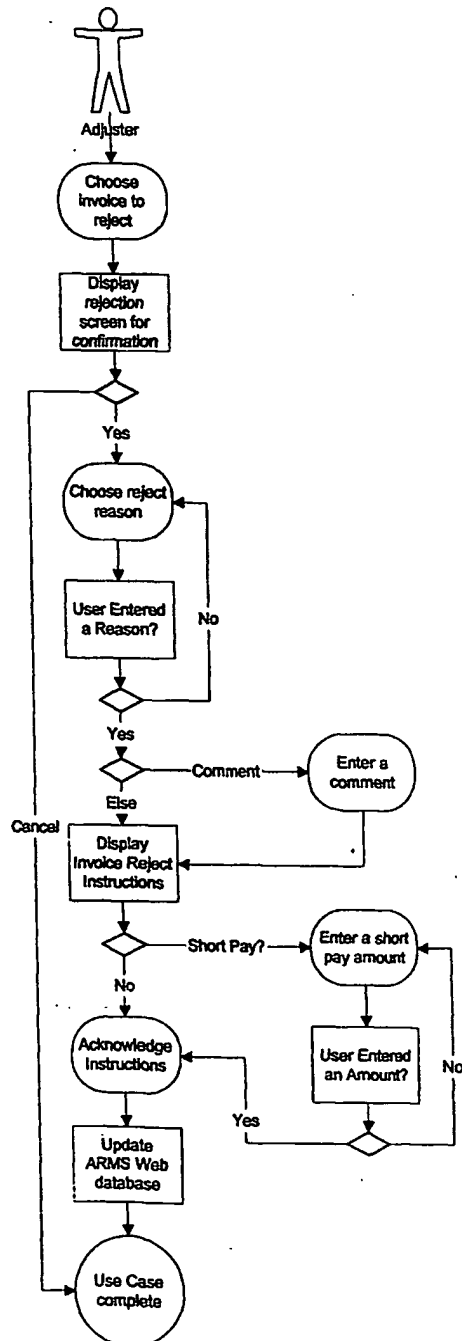 Adjuster
Choose
invoice to
reject
Display
rejection
screen for
confirmation
Yes
Choose reject
reason
User Entered
a Reason?
No
Yes
Comment
Enter a
comment
Else
Cancel
Display
Invoice Reject
Instructions
Short Pay?
Enter a short
pay amount
No
Acknowledge
Instructions
User Entered
an Amount?
No
Yes
Update
ARMS Web
database
Use Case
complete